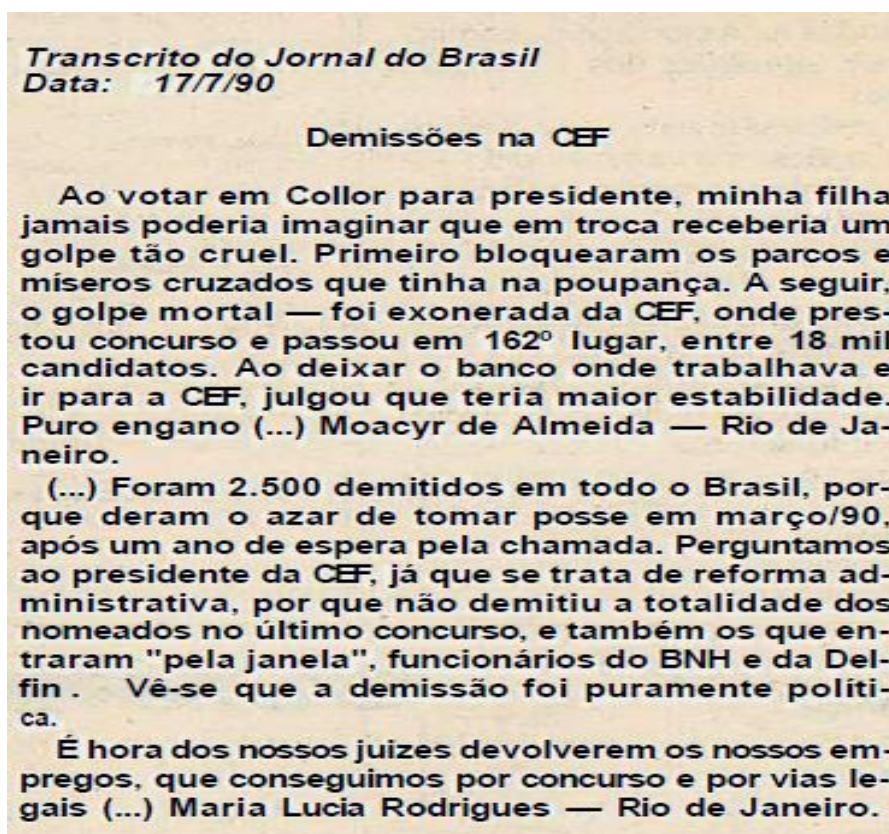 Transcrito do Jornal do Brasil
Data: 17/7/90
Demissões na CEF
Ao votar em Collor para presidente, minha filha
jamais poderia imaginar que em troca receberia um
golpe tão cruel. Primeiro bloquearam os parcos e
míseros cruzados que tinha na poupança. A seguir,
o golpe mortal — foi exonerada da CEF, onde pres-
tou concurso e passou em 162º lugar, entre 18 mil
candidatos. Ao deixar o banco onde trabalhava e
ir para a CEF, julgou que teria maior estabilidade.
Puro engano (...) Moacyr de Almeida — Rio de Ja-
neiro.
(...) Foram 2.500 demitidos em todo o Brasil, por-
que deram o azar de tomar posse em março/90,
após um ano de espera pela chamada. Perguntamos
ao presidente da CEF, já que se trata de reforma ad-
ministrativa, por que não demitiu a totalidade dos
nomeados no último concurso, e também os que en-
traram "pela janela", funcionários do BNH e da Del-
fin. Vê-se que a demissão foi puramente políti-
ca.
É hora dos nossos juizes devolverem os nossos em-
pregos, que conseguimos por concurso e por vias le-
gais (...) Maria Lucia Rodrigues — Rio de Janeiro.